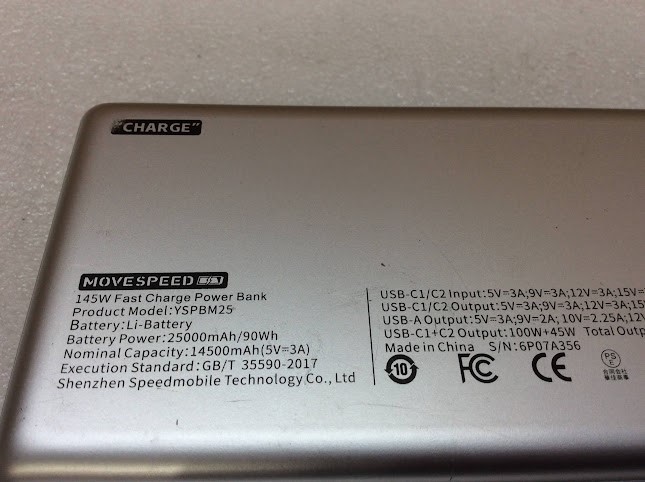 "CHARGE"
MOVESPEED
145W Fast Charge Power Bank
Product Model:YSPBM25
Battery:Li-Battery
Battery Power:25000mAh/90Wh
Nominal Capacity:14500mAh(5V=3A)
Execution Standard:GB/T 35590-2017
Shenzhen Speedmobile Technology Co., Ltd
USB-C1/C2 Input:5V=3A;9V=3A;12V=3A;15V=
USB-C1/C2 Output:5V=3A;9V=3A;12V=3A;15V=
USB-A Output:5V=3A;9V=2A; 10V=2.25A;12V=
USB-C1+C2 Output:100W+45W Total Outp
Made in China S/N:6P07A356
10 FC CE PSE